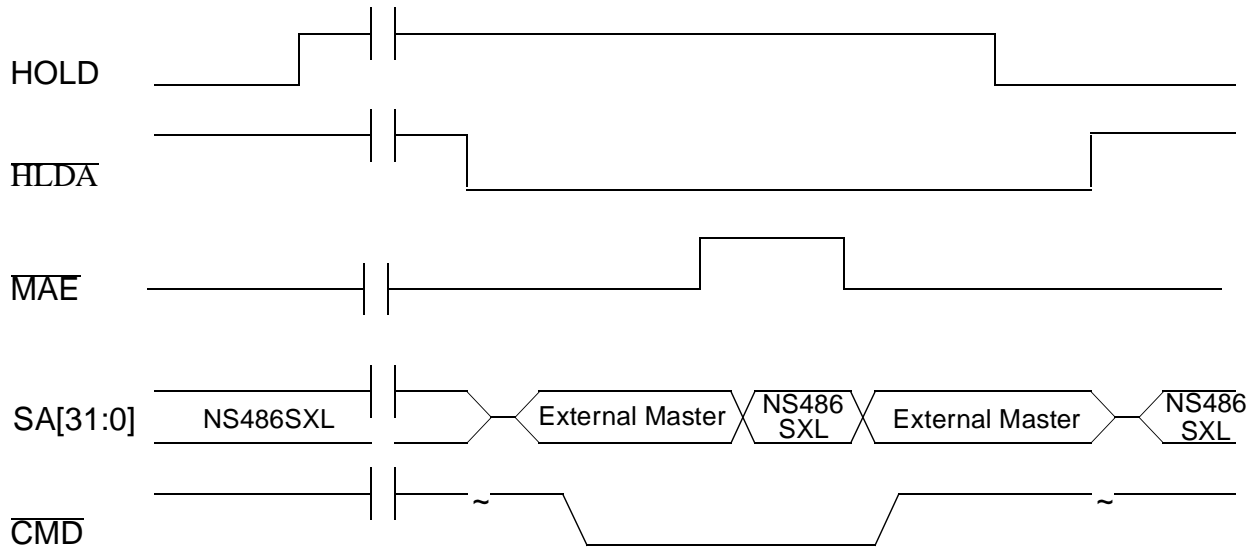 HOLD
HLDA
MAE
SA[31:0]
NS486SXL
External Master
NS486
SXL
External Master
NS486
SXL
~
~
CMD